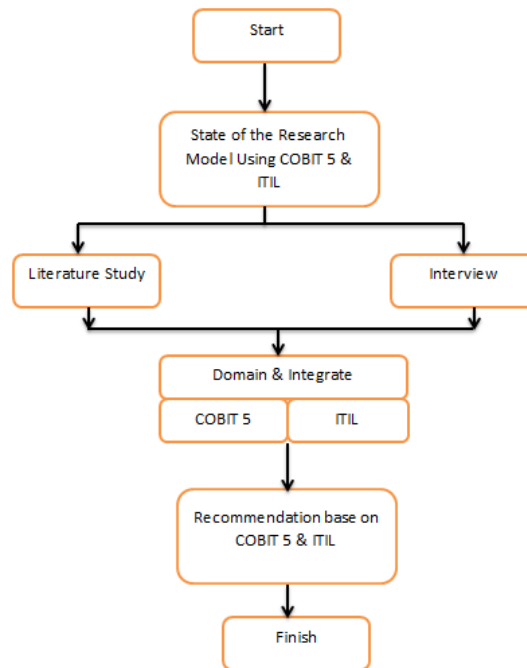 Start
State of the Research
Model Using COBIT 5 &
ITIL
Literature Study
Interview
Domain & Integrate
COBIT 5
ITIL
Recommendation base on
COBIT 5 & ITIL
Finish